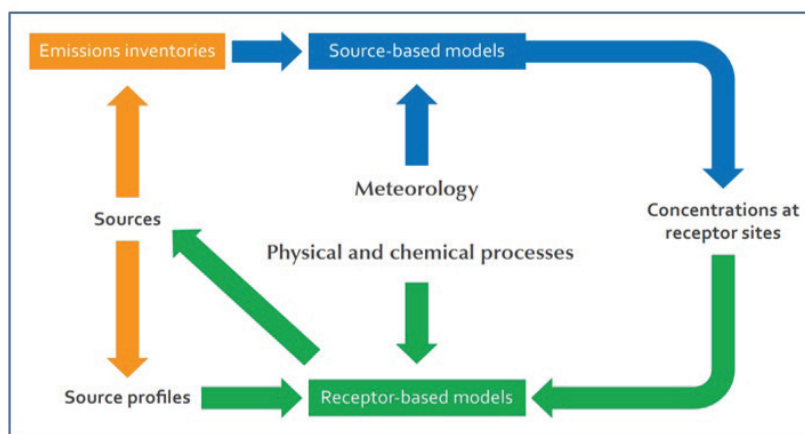 Emissions inventories
Source-based models
Meteorology
Sources
Concentrations at
receptor sites
Physical and chemical processes
Source profiles
Receptor-based models